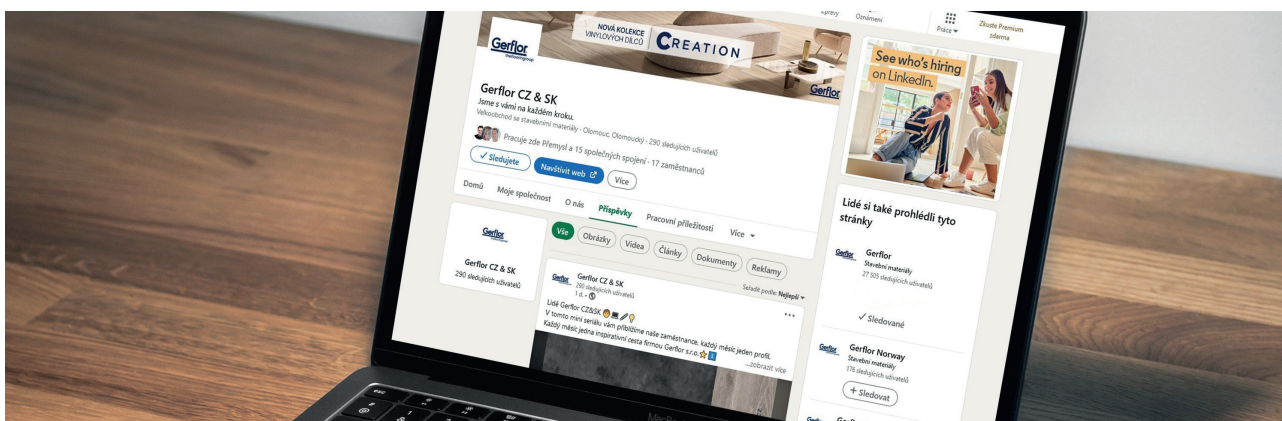 Zprávy
Oznámení
Práce
Zkuste Premium
zdarma
NOVÁ KOLEKCE
VINYLOVÝCH DÍLCŮ
CREATION
Gerflor
Gerflor
Gerflor CZ & SK
Jsme s vámi na každém kroku.
Velkoobchod se stavebními materiály · Olomouc, Olomoucký · 290 sledujících uživatelů
Pracuje zde Přemysl a 15 společných spojení · 17 zaměstnanců
✓ Sledujete
Navštívit web
Více
Domů Moje společnost O nás Příspěvky Pracovní příležitosti Více
Gerflor
Gerflor CZ & SK
290 sledujících uživatelů
Vše Obrázky Videa Články Dokumenty Reklamy
Seřadit podle: Nejlepší
Gerflor
Gerflor CZ & SK
290 sledujících uživatelů
1 d. •
Lidé Gerflor CZ&SK
V tomto mini seriálu vám přiblížíme naše zaměstnance, každý měsíc jeden profil.
Každý měsíc jedna inspirativní cesta firmou Gerflor s.r.o.
...zobrazit více
See who's hiring
on LinkedIn.
Lidé si také prohlédli tyto
stránky
Gerflor
Gerflor
Stavební materiály
27 505 sledujících uživatelů
✓ Sledované
Gerflor
Gerflor Norway
Stavební materiály
176 sledujících uživatelů
+ Sledovat
esc
MacBook